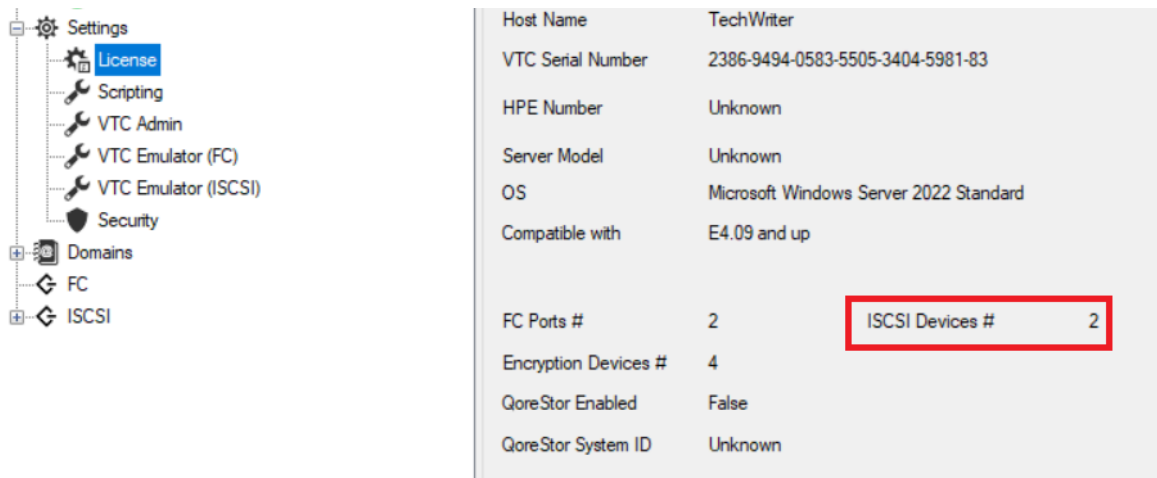 Settings
License
Scripting
VTC Admin
VTC Emulator (FC)
VTC Emulator (ISCSI)
Security
Domains
FC
ISCSI
Host Name TechWriter
VTC Serial Number 2386-9494-0583-5505-3404-5981-83
HPE Number Unknown
Server Model Unknown
OS Microsoft Windows Server 2022 Standard
Compatible with E4.09 and up
FC Ports # 2 ISCSI Devices # 2
Encryption Devices # 4
QoreStor Enabled False
QoreStor System ID Unknown